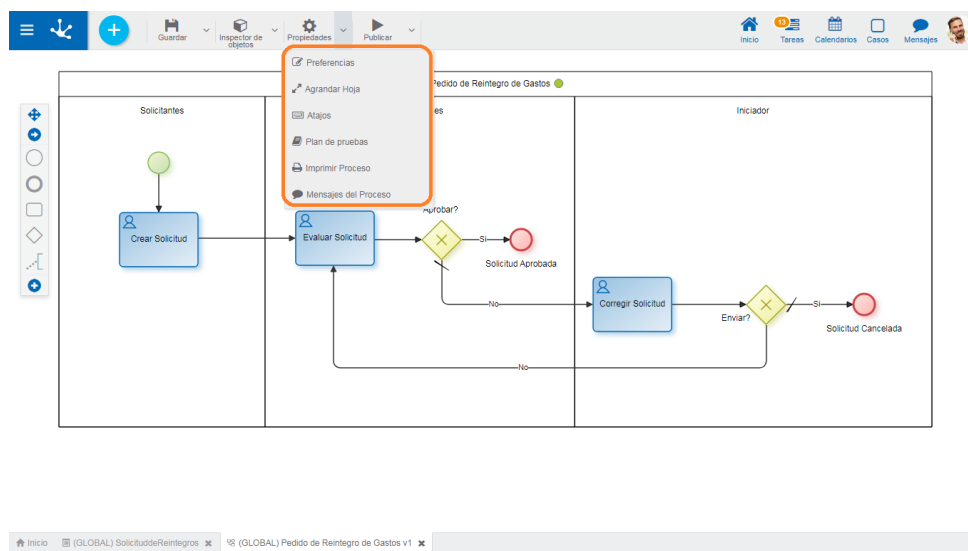 Guardar
Inspector de
objetos
Propiedades
Publicar
Inicio
13
Tareas
Calendarios
Casos
Mensajes
Preferencias
Agrandar Hoja
Atajos
Plan de pruebas
Imprimir Proceso
Mensajes del Proceso
Pedido de Reintegro de Gastos
Solicitantes
es
Iniciador
Crear Solicitud
Evaluar Solicitud
Aprobar?
Si
Solicitud Aprobada
No
Corregir Solicitud
Enviar?
Si
Solicitud Cancelada
No
Inicio
(GLOBAL) SolicituddeReintegros
(GLOBAL) Pedido de Reintegro de Gastos v1